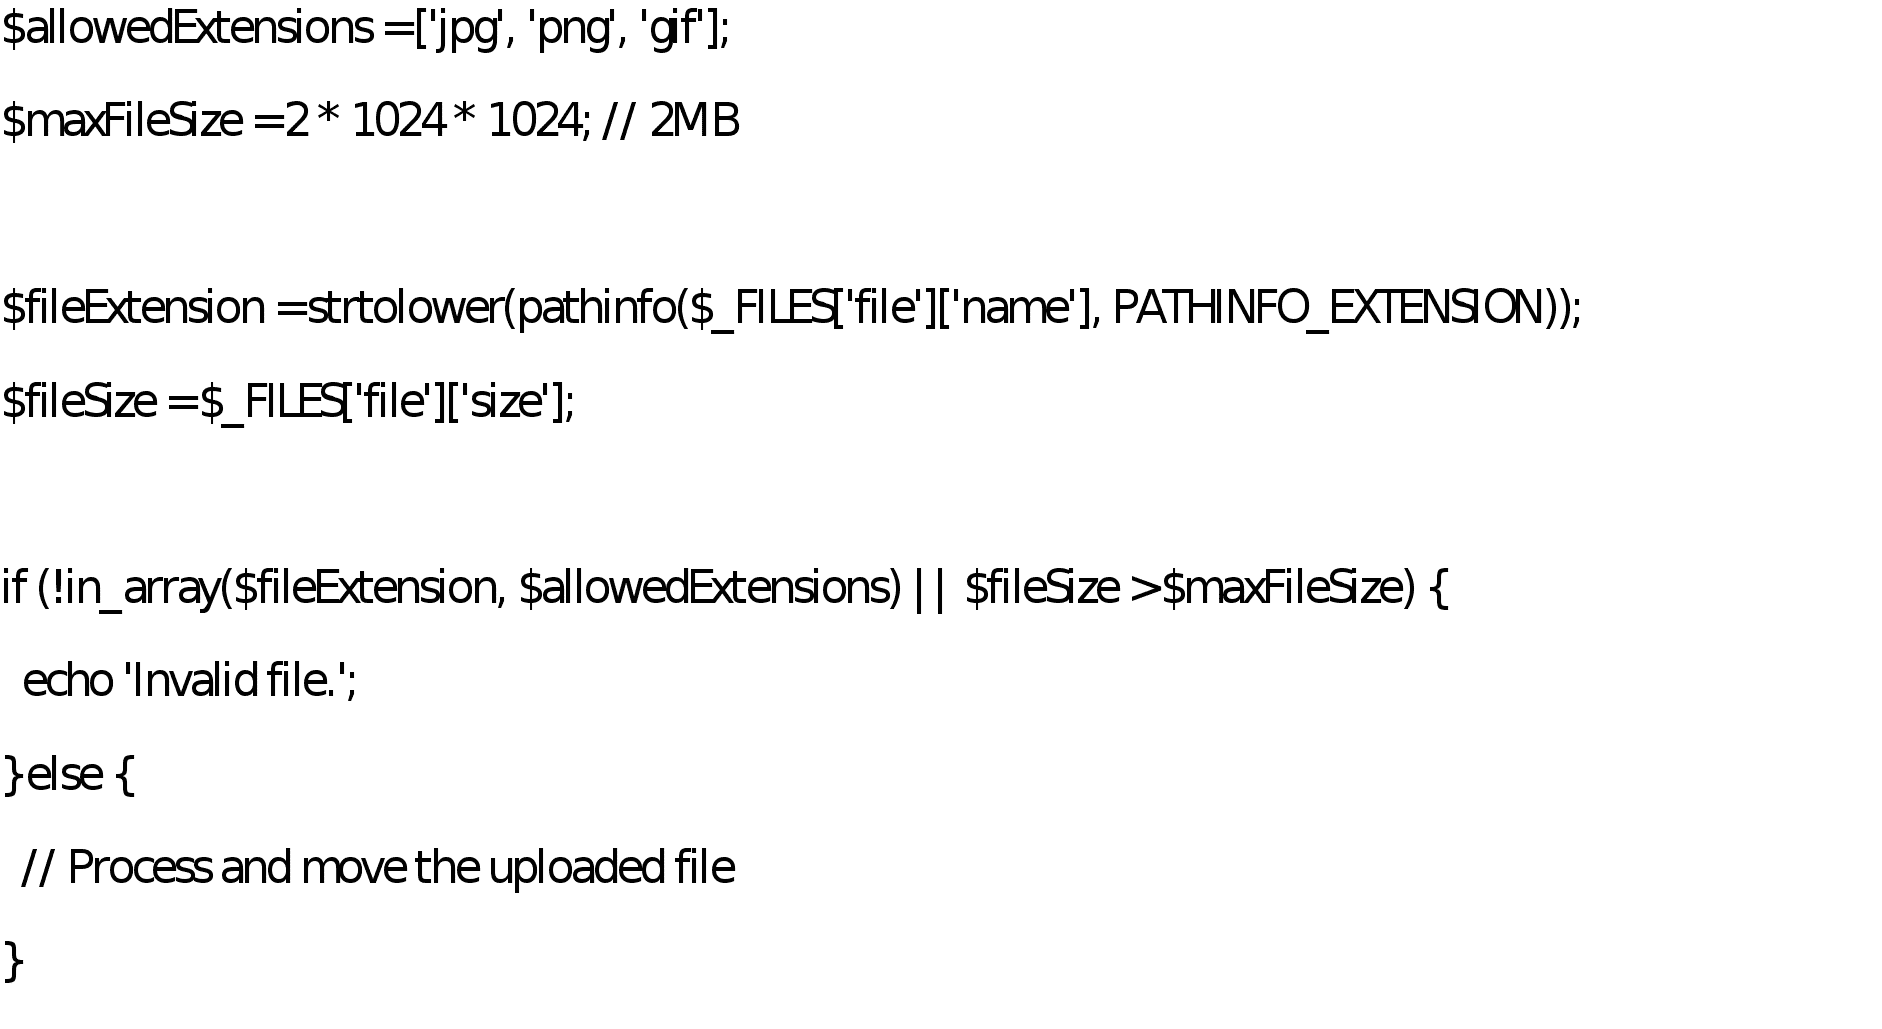 $allowedExtensions = ['jpg', 'png', 'gif'];
$maxFileSize = 2 * 1024 * 1024; // 2MB
$fileExtension = strtolower(pathinfo($_FILES['file']['name'], PATHINFO_EXTENSION));
$fileSize = $_FILES['file']['size'];
if (!in_array($fileExtension, $allowedExtensions) || $fileSize > $maxFileSize) {
  echo 'Invalid file.';
} else {
  // Process and move the uploaded file
}